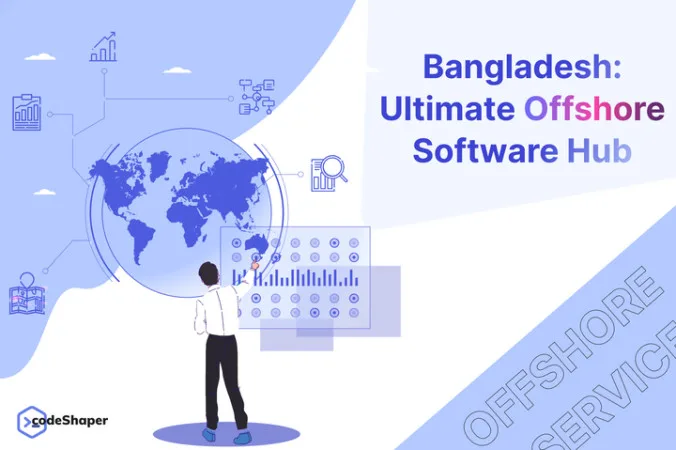 Bangladesh:
Ultimate Offshore
Software Hub
OFFSHORE
SERVICE
codeShaper